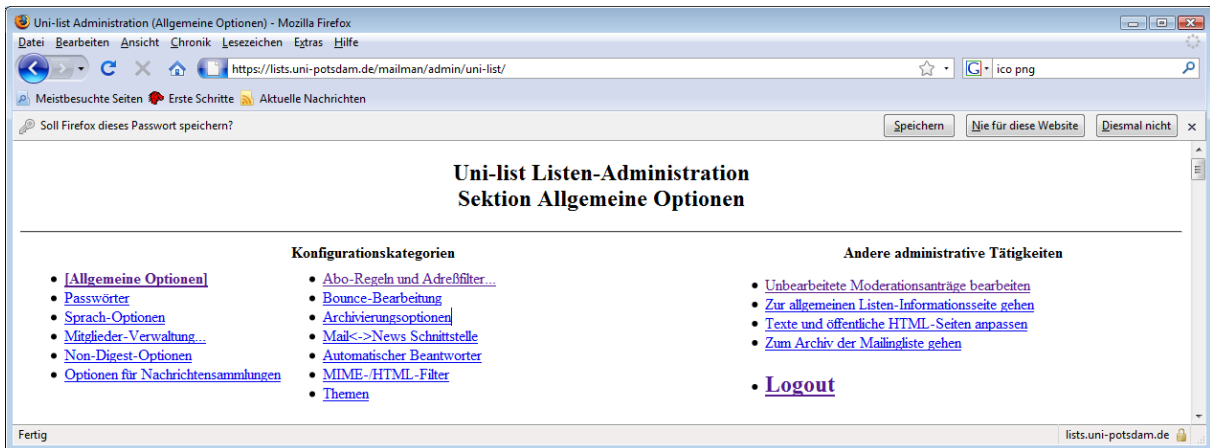 Uni-list Administration (Allgemeine Optionen) - Mozilla Firefox
Datei Bearbeiten Ansicht Chronik Lesezeichen Extras Hilfe
https://lists.uni-potsdam.de/mailman/admin/uni-list/
G ico png
Meistbesuchte Seiten Erste Schritte Aktuelle Nachrichten
Soll Firefox dieses Passwort speichern? Speichern Nie für diese Website Diesmal nicht
Uni-list Listen-Administration
Sektion Allgemeine Optionen
Konfigurationskategorien
[Allgemeine Optionen]
Passwörter
Sprach-Optionen
Mitglieder-Verwaltung...
Non-Digest-Optionen
Optionen für Nachrichtensammlungen
Abo-Regeln und Adreßfilter...
Bounce-Bearbeitung
Archivierungsoptionen
Mail<->News Schnittstelle
Automatischer Beantworter
MIME-/HTML-Filter
Themen
Andere administrative Tätigkeiten
Unbearbeitete Moderationsanträge bearbeiten
Zur allgemeinen Listen-Informationsseite gehen
Texte und öffentliche HTML-Seiten anpassen
Zum Archiv der Mailingliste gehen
Logout
Fertig
lists.uni-potsdam.de